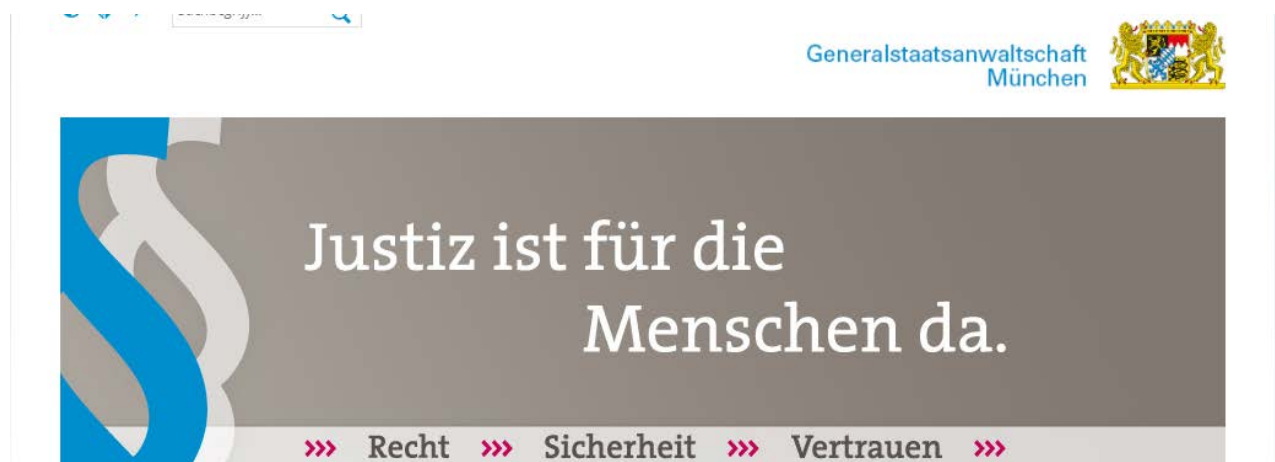 Generalstaatsanwaltschaft
München
Justiz ist für die
Menschen da.
››› Recht ››› Sicherheit ››› Vertrauen ›››